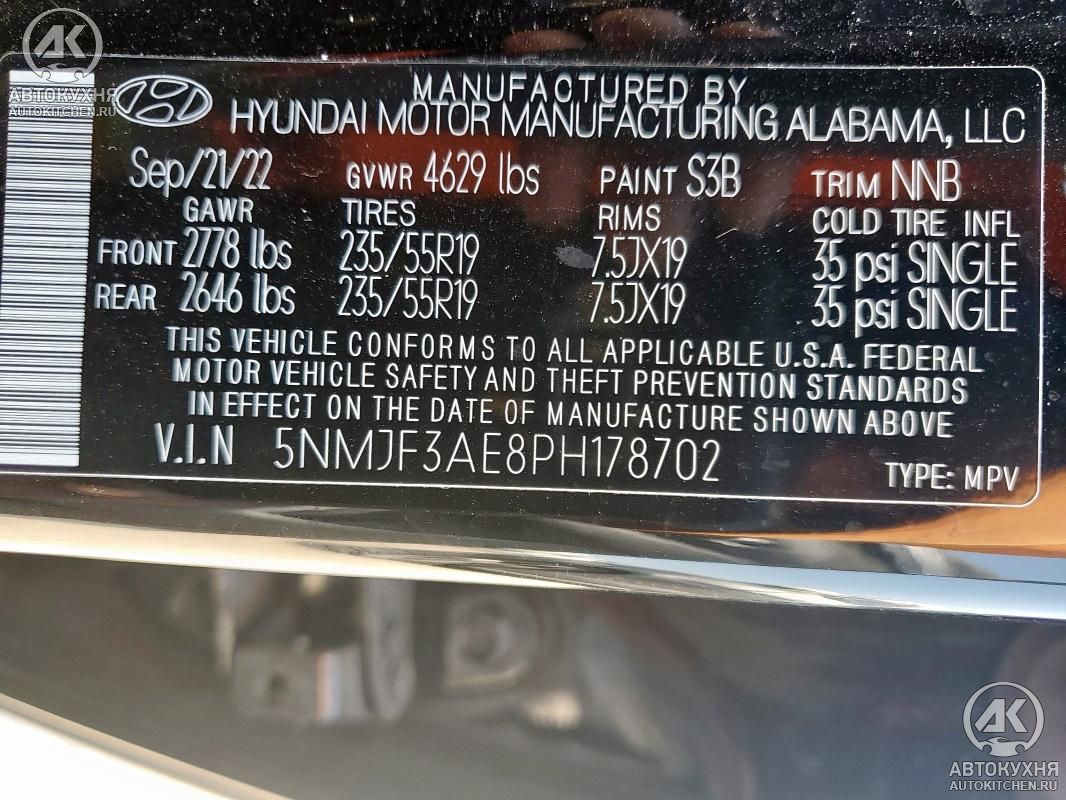 АК
АВТОКУХНЯ
AUTOKITCHEN.RU
MANUFACTURED BY
HYUNDAI MOTOR MANUFACTURING ALABAMA, LLC
Sep/21/22 GVWR 4629 lbs PAINT S3B TRIM NNB
GAWR TIRES RIMS COLD TIRE INFL
FRONT 2778 lbs 235/55R19 7.5JX19 35 psi SINGLE
REAR 2646 lbs 235/55R19 7.5JX19 35 psi SINGLE
THIS VEHICLE CONFORMS TO ALL APPLICABLE U.S.A. FEDERAL
MOTOR VEHICLE SAFETY AND THEFT PREVENTION STANDARDS
IN EFFECT ON THE DATE OF MANUFACTURE SHOWN
V.I.N 5NMJF3AE8PH178702 TYPE: MPV
АК
АВТОКУХНЯ
AUTOKITCHEN.RU